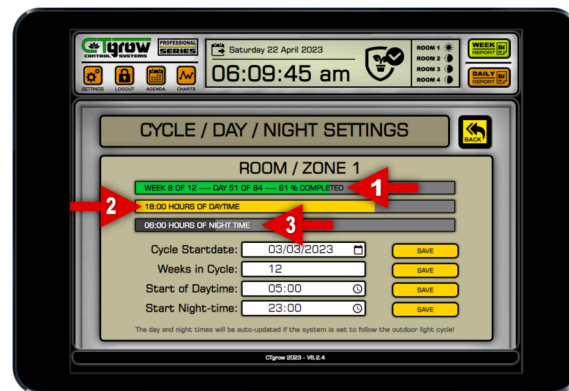 CTgrow PROFESSIONAL SERIES
CONTROL SYSTEMS
SETTINGS LOGOUT AGENDA CHARTS
Saturday 22 April 2023
06:09:45 am
ROOM 1
ROOM 2
ROOM 3
ROOM 4
WEEK REPORT
DAILY REPORT
CYCLE / DAY / NIGHT SETTINGS
BACK
ROOM / ZONE 1
WEEK 8 OF 12 ---- DAY 51 OF 84 ---- 61 % COMPLETED
1
2
18:00 HOURS OF DAYTIME
06:00 HOURS OF NIGHT TIME
3
Cycle Startdate: 03/03/2023 SAVE
Weeks in Cycle: 12 SAVE
Start of Daytime: 05:00 SAVE
Start Night-time: 23:00 SAVE
The day and night times will be auto-updated if the system is set to follow the outdoor light cycle!
CTgrow 2023 - V6.2.4